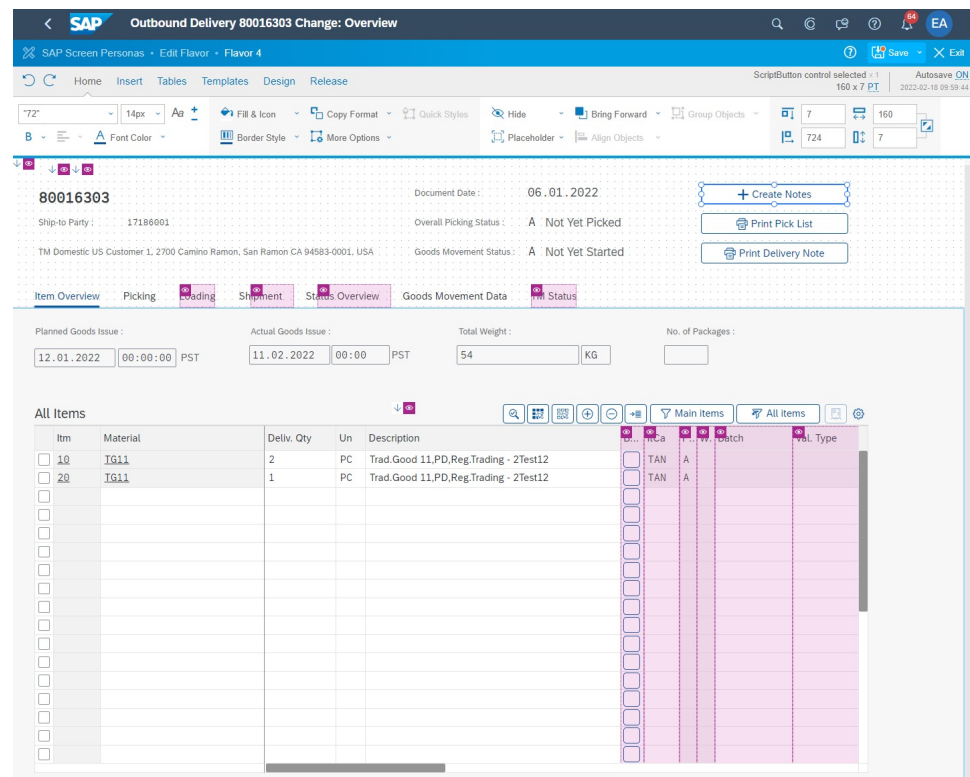 SAP Outbound Delivery 80016303 Change: Overview 64 EA
SAP Screen Personas • Edit Flavor • Flavor 4 Save Exit
Home Insert Tables Templates Design Release ScriptButton control selected x 1 Autosave ON
160 x 7 PT 2022-02-18 09:59:44
"72" 14px Aa Fill & Icon Copy Format Quick Styles Hide Bring Forward Group Objects 7 160
B A Font Color Border Style More Options Placeholder Align Objects 724 7
80016303 Document Date : 06.01.2022 Create Notes
Ship-to Party : 17186001 Overall Picking Status : A Not Yet Picked Print Pick List
TM Domestic US Customer 1, 2700 Camino Ramon, San Ramon CA 94583-0001, USA Goods Movement Status : A Not Yet Started Print Delivery Note
Item Overview Picking Loading Shipment Status Overview Goods Movement Data TM Status
Planned Goods Issue : Actual Goods Issue : Total Weight : No. of Packages :
12.01.2022 00:00:00 PST 11.02.2022 00:00 PST 54 KG
All Items Main items All items
Itm Material Deliv. Qty Un Description ItCa W. Batch Val. Type
10 TG11 2 PC Trad.Good 11,PD,Reg.Trading - 2Test12 TAN A
20 TG11 1 PC Trad.Good 11,PD,Reg.Trading - 2Test12 TAN A